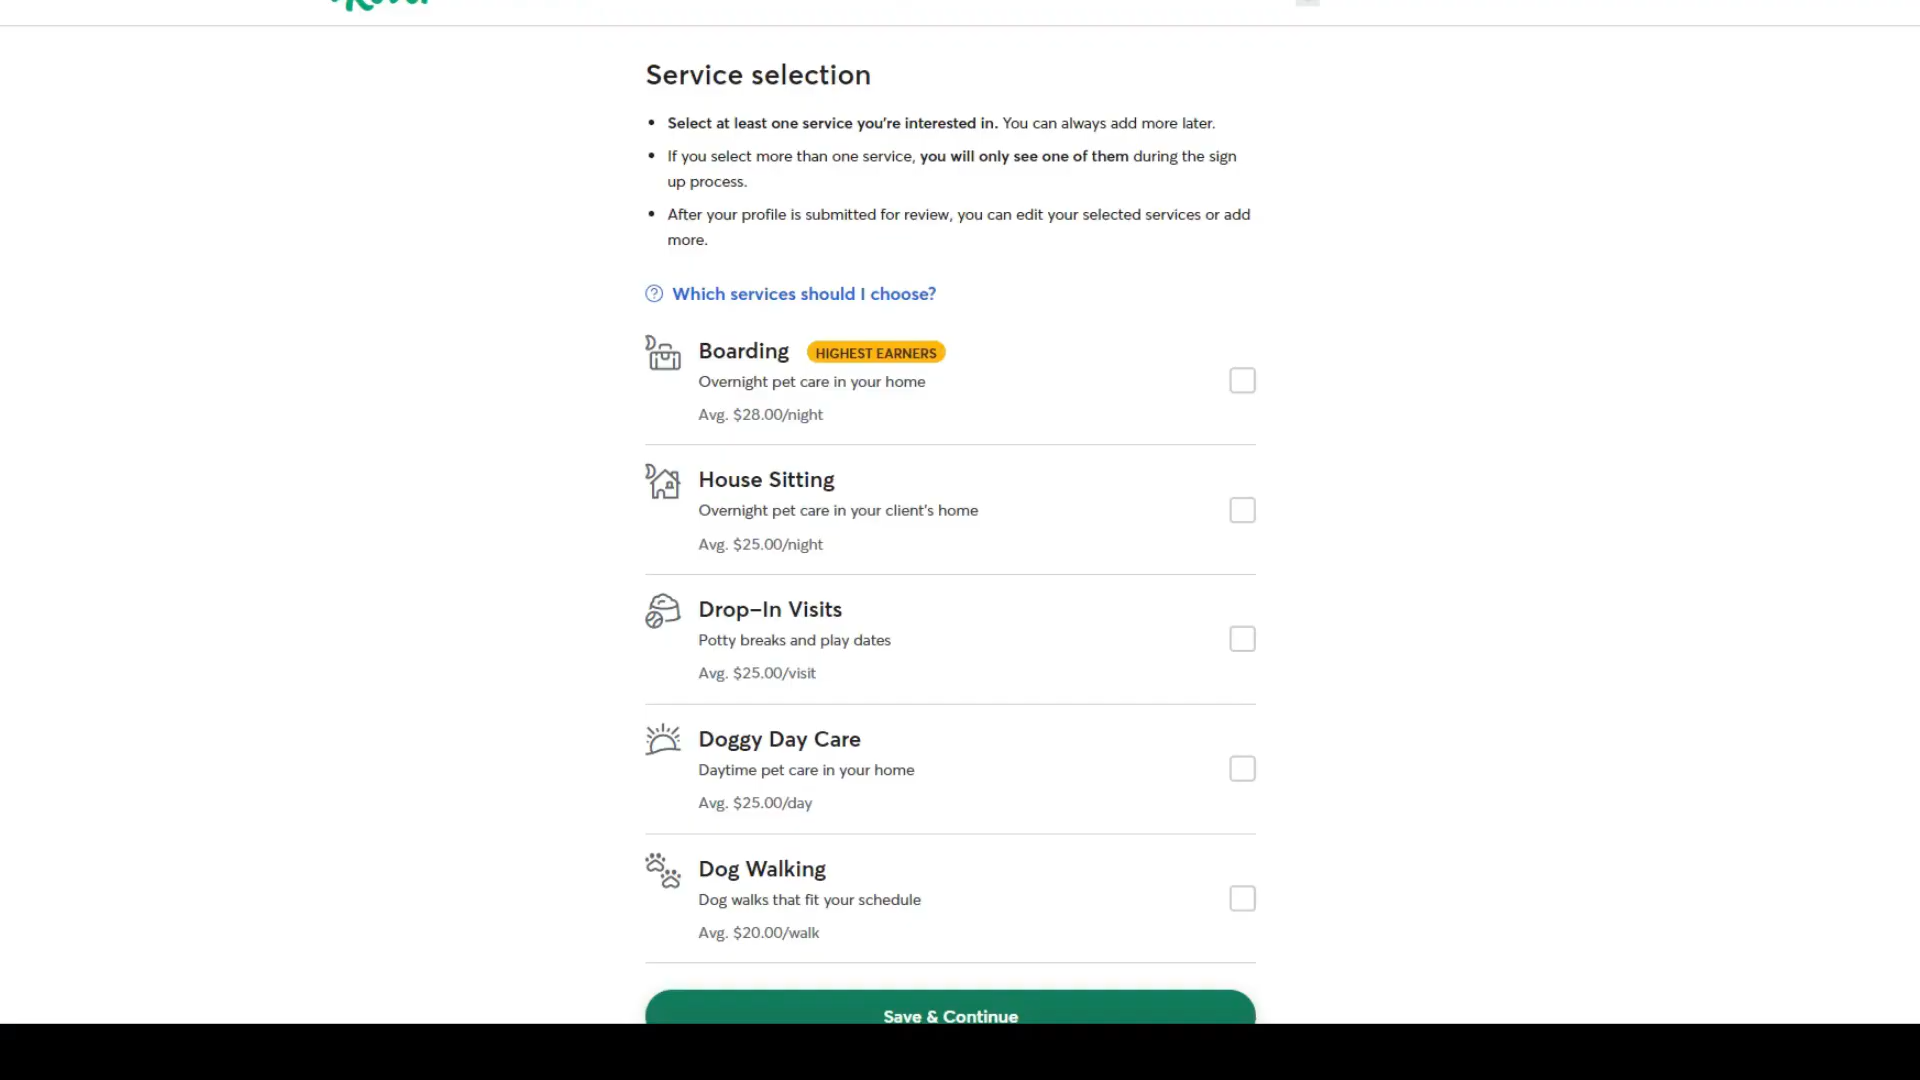 Rover
Service selection
• Select at least one service you're interested in. You can always add more later.
• If you select more than one service, you will only see one of them during the sign
up process.
• After your profile is submitted for review, you can edit your selected services or add
more.
Which services should I choose?
Boarding HIGHEST EARNERS
Overnight pet care in your home
Avg. $28.00/night
House Sitting
Overnight pet care in your client's home
Avg. $25.00/night
Drop-In Visits
Potty breaks and play dates
Avg. $25.00/visit
Doggy Day Care
Daytime pet care in your home
Avg. $25.00/day
Dog Walking
Dog walks that fit your schedule
Avg. $20.00/walk
Save & Continue